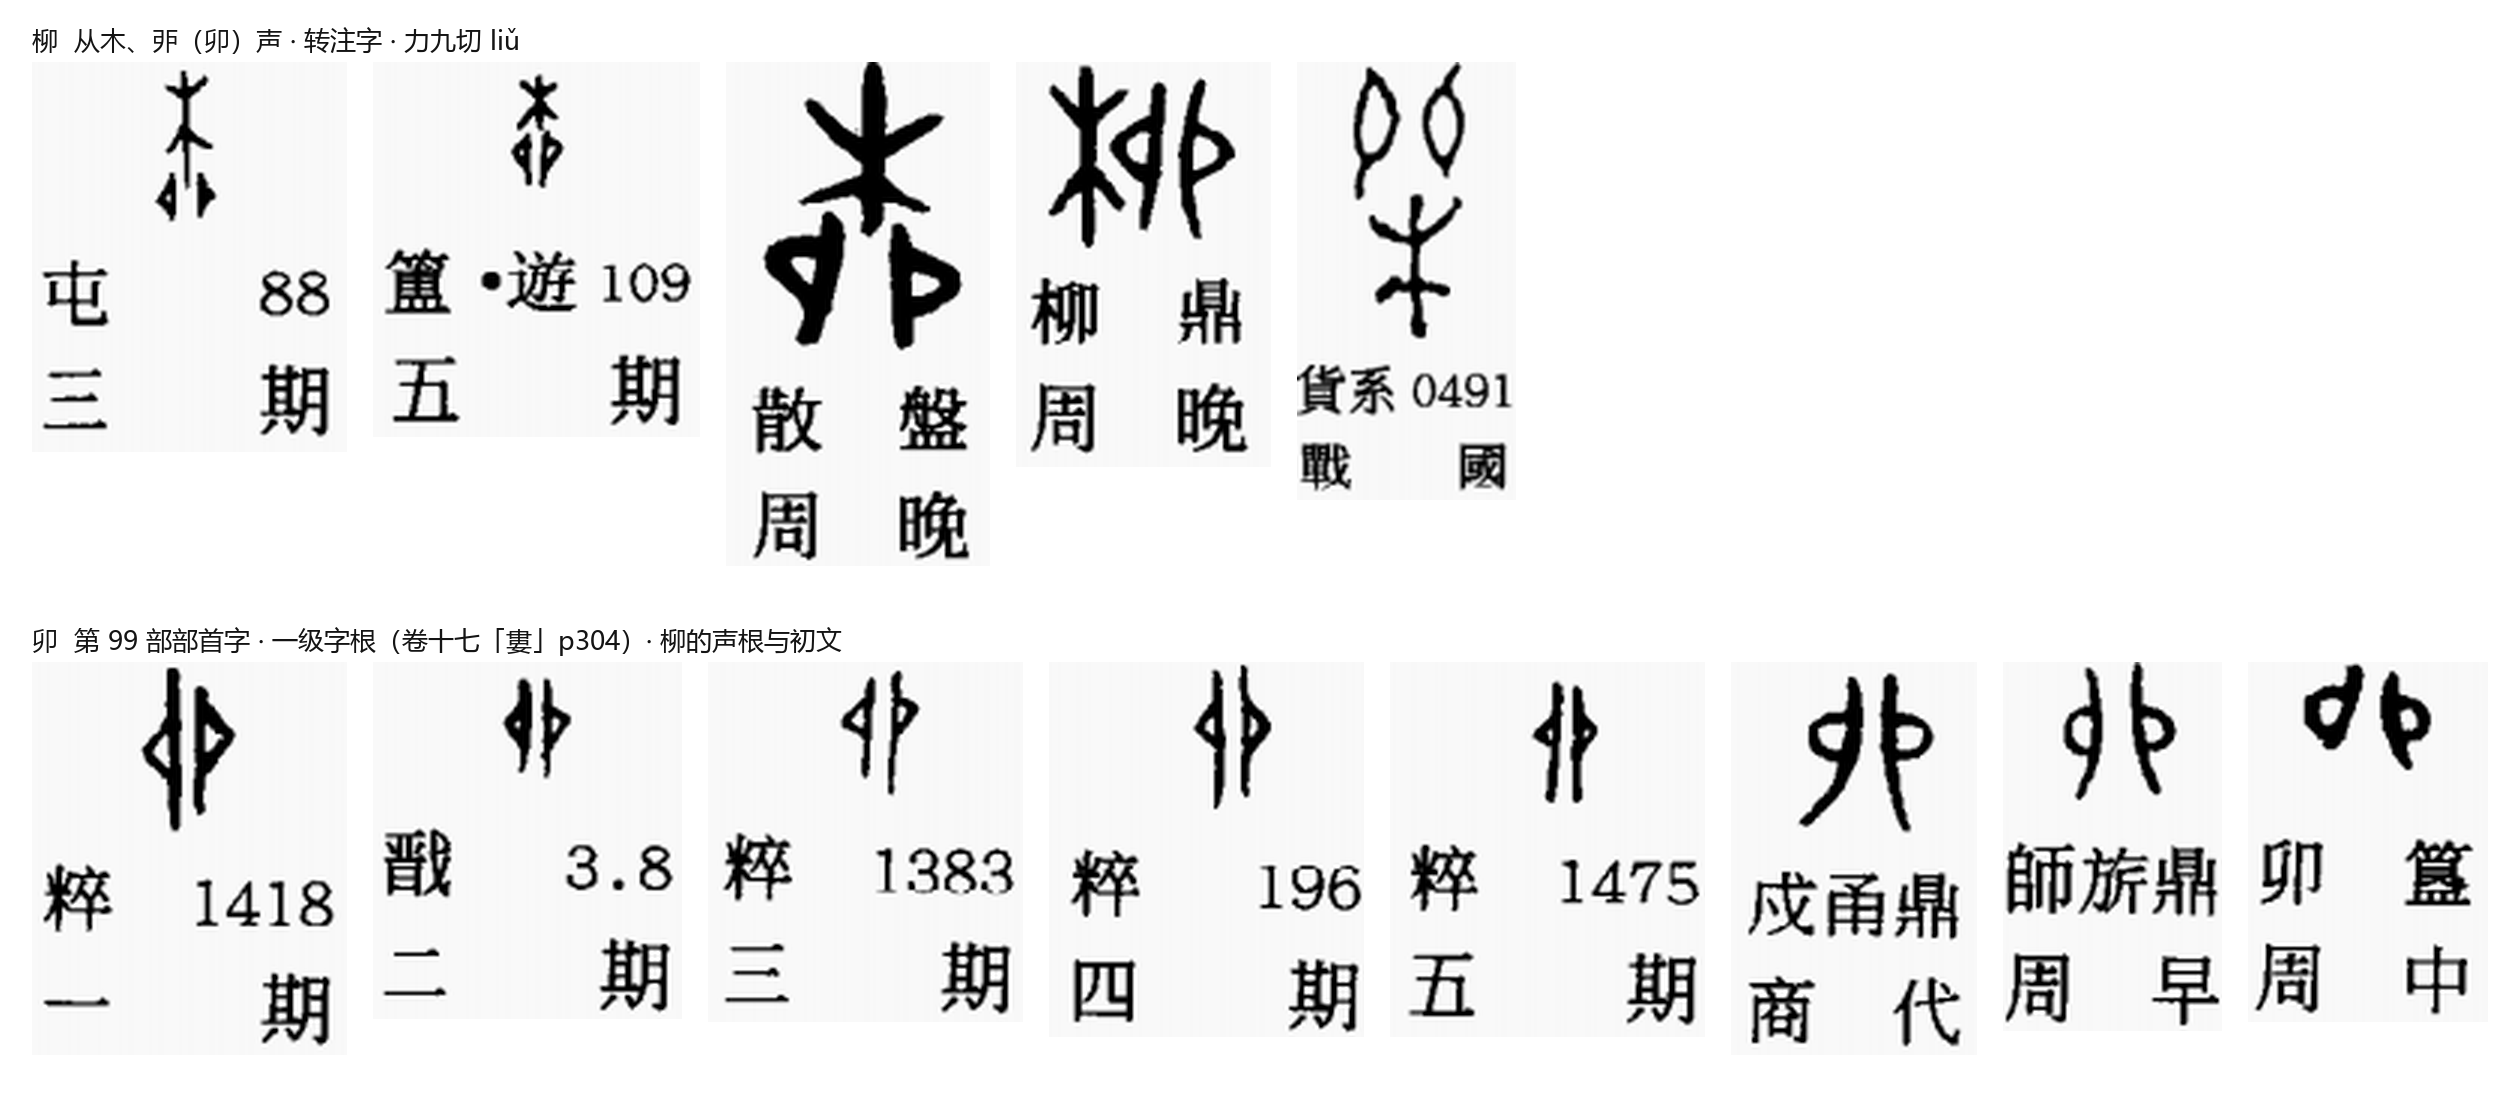 柳 从木、丣（卯）声 · 转注字 · 力九切 liǔ
屯 88
三期
簠•遊 109
五期
散盤
周晚
柳鼎
周晚
貨系 0491
戰國
卯 第 99 部部首字 · 一级字根（卷十七「婁」p304）· 柳的声根与初文
粹 1418
一期
戩 3.8
二期
粹 1383
三期
粹 196
四期
粹 1475
五期
戍甬鼎
商代
師旂鼎
周早
卯簋
周中